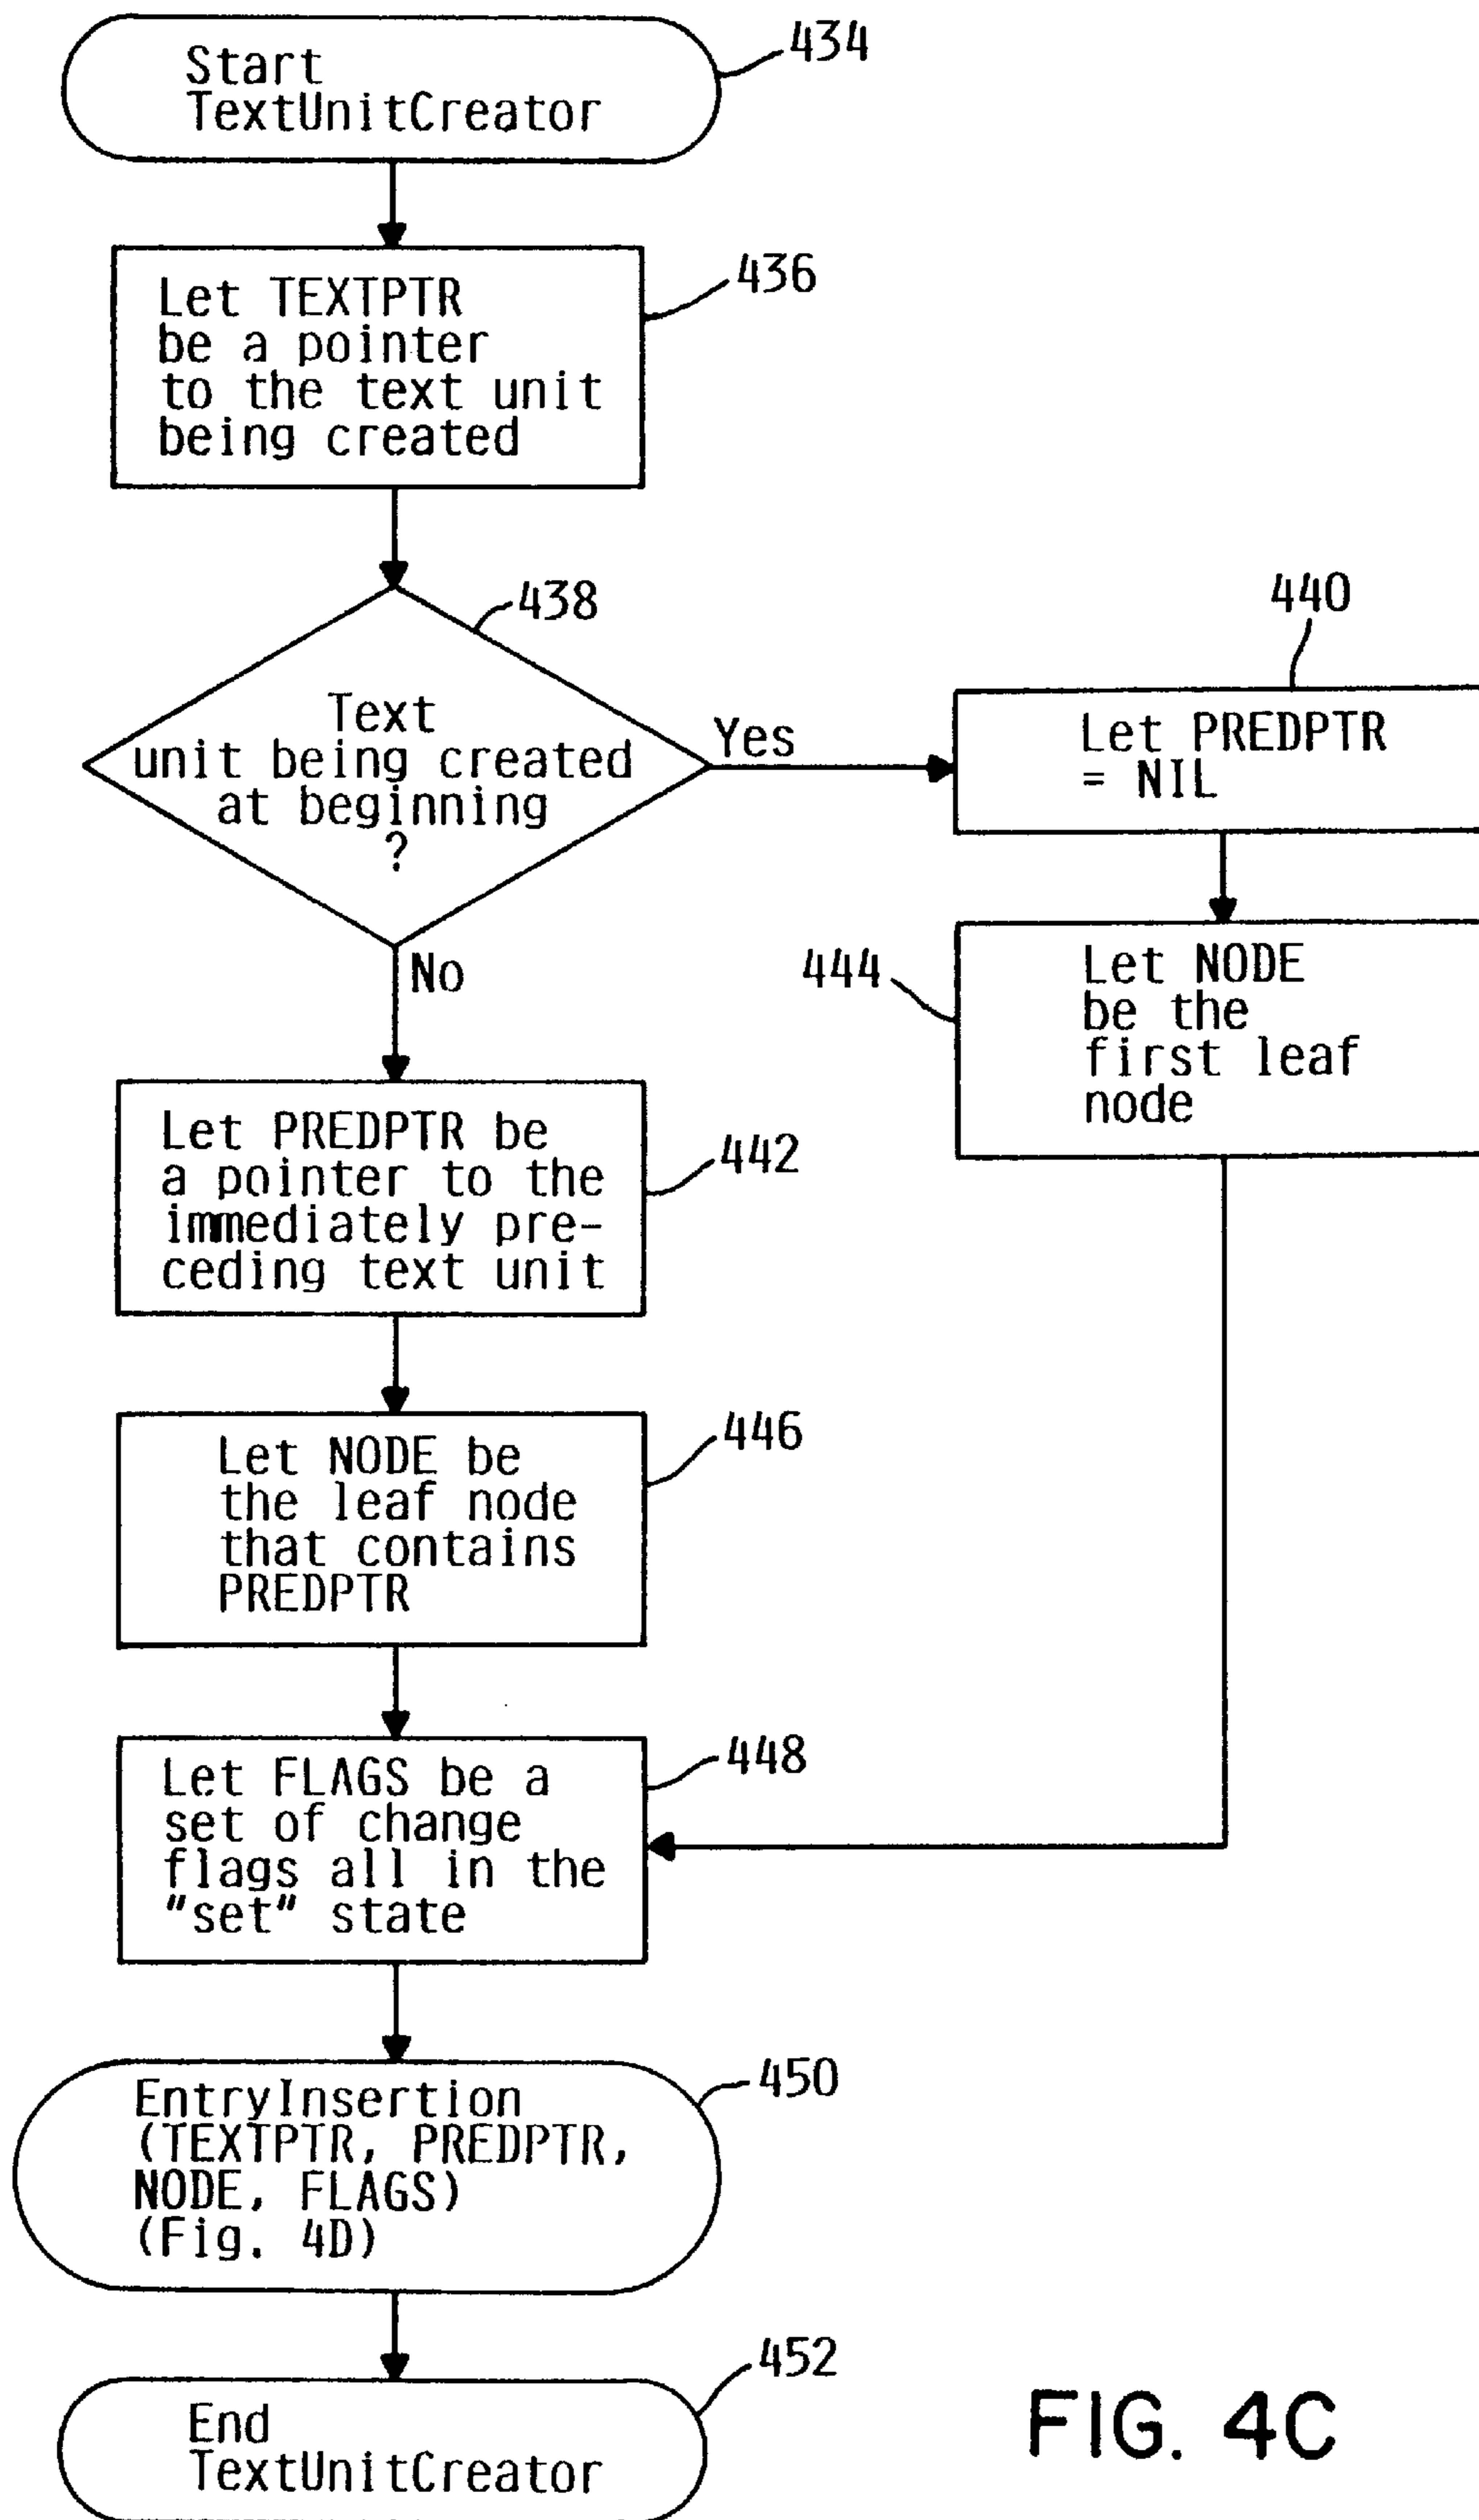 434
Start
TextUnitCreator
436
Let TEXTPTR
be a pointer
to the text unit
being created
438
Text
unit being created
at beginning
?
Yes
440
Let PREDPTR
= NIL
No
444
Let NODE
be the
first leaf
node
442
Let PREDPTR be
a pointer to the
immediately pre-
ceding text unit
446
Let NODE be
the leaf node
that contains
PREDPTR
448
Let FLAGS be a
set of change
flags all in the
"set" state
450
EntryInsertion
(TEXTPTR, PREDPTR,
NODE, FLAGS)
(Fig. 4D)
452
End
TextUnitCreator
FIG. 4C